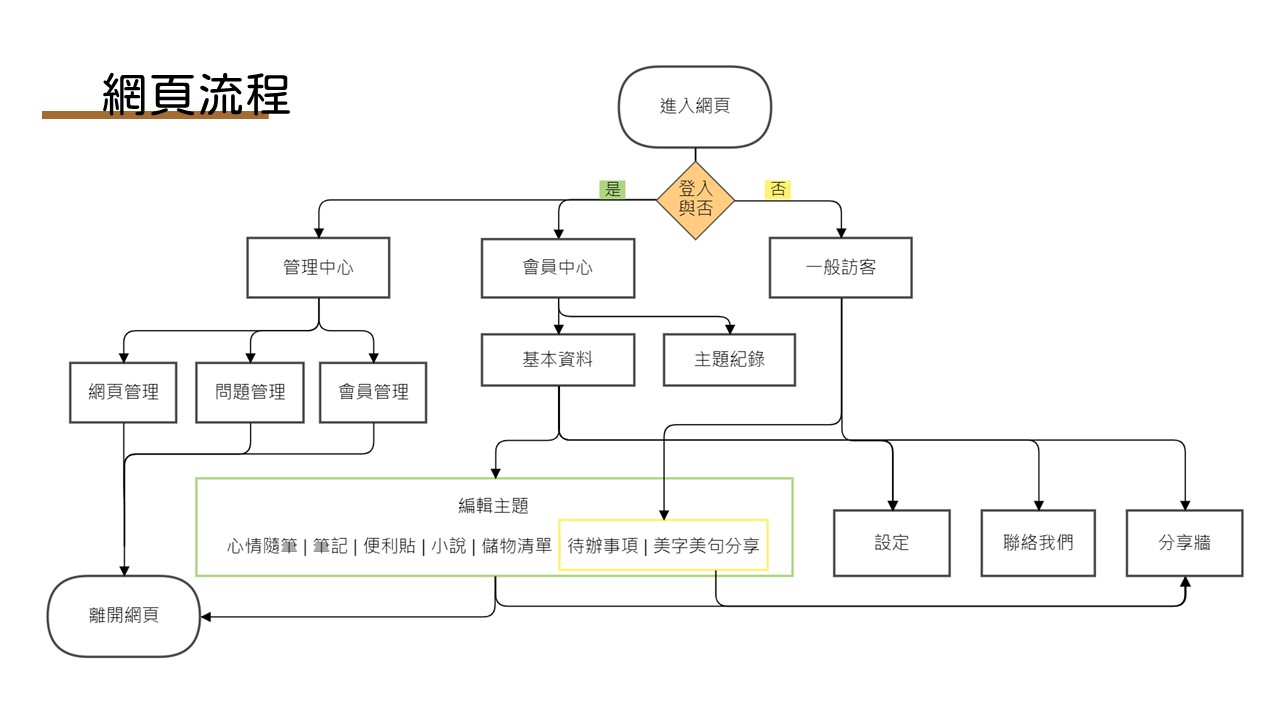 網頁流程
進入網頁
是
登入
與否
否
管理中心
會員中心
一般訪客
基本資料
主題紀錄
網頁管理
問題管理
會員管理
編輯主題
心情隨筆 | 筆記 | 便利貼 | 小說 | 儲物清單
待辦事項 | 美字美句分享
設定
聯絡我們
分享牆
離開網頁